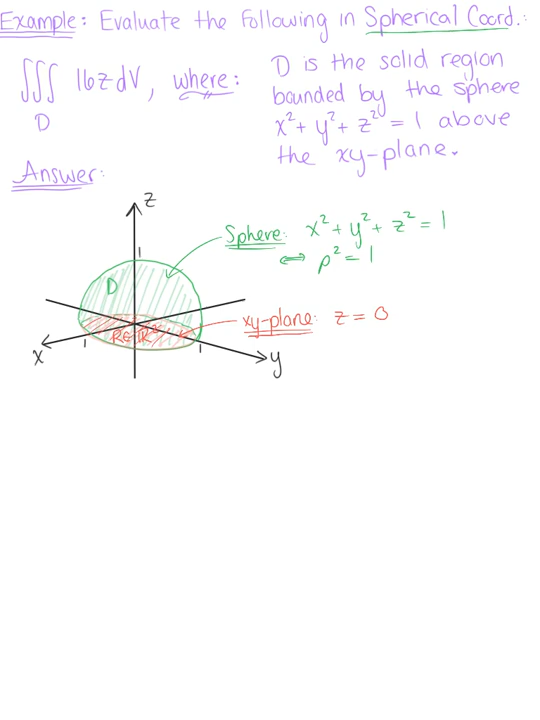 Example: Evaluate the Following in Spherical Coord.:
∭ 16z dV, where:
D
D is the solid region
bounded by the sphere
x² + y² + z² = 1 above
the xy-plane.
Answer:
z
Sphere: x² + y² + z² = 1
⟺ ρ² = 1
1
D
xy-plane: z = 0
R∈ℝ²
x
1
1
y